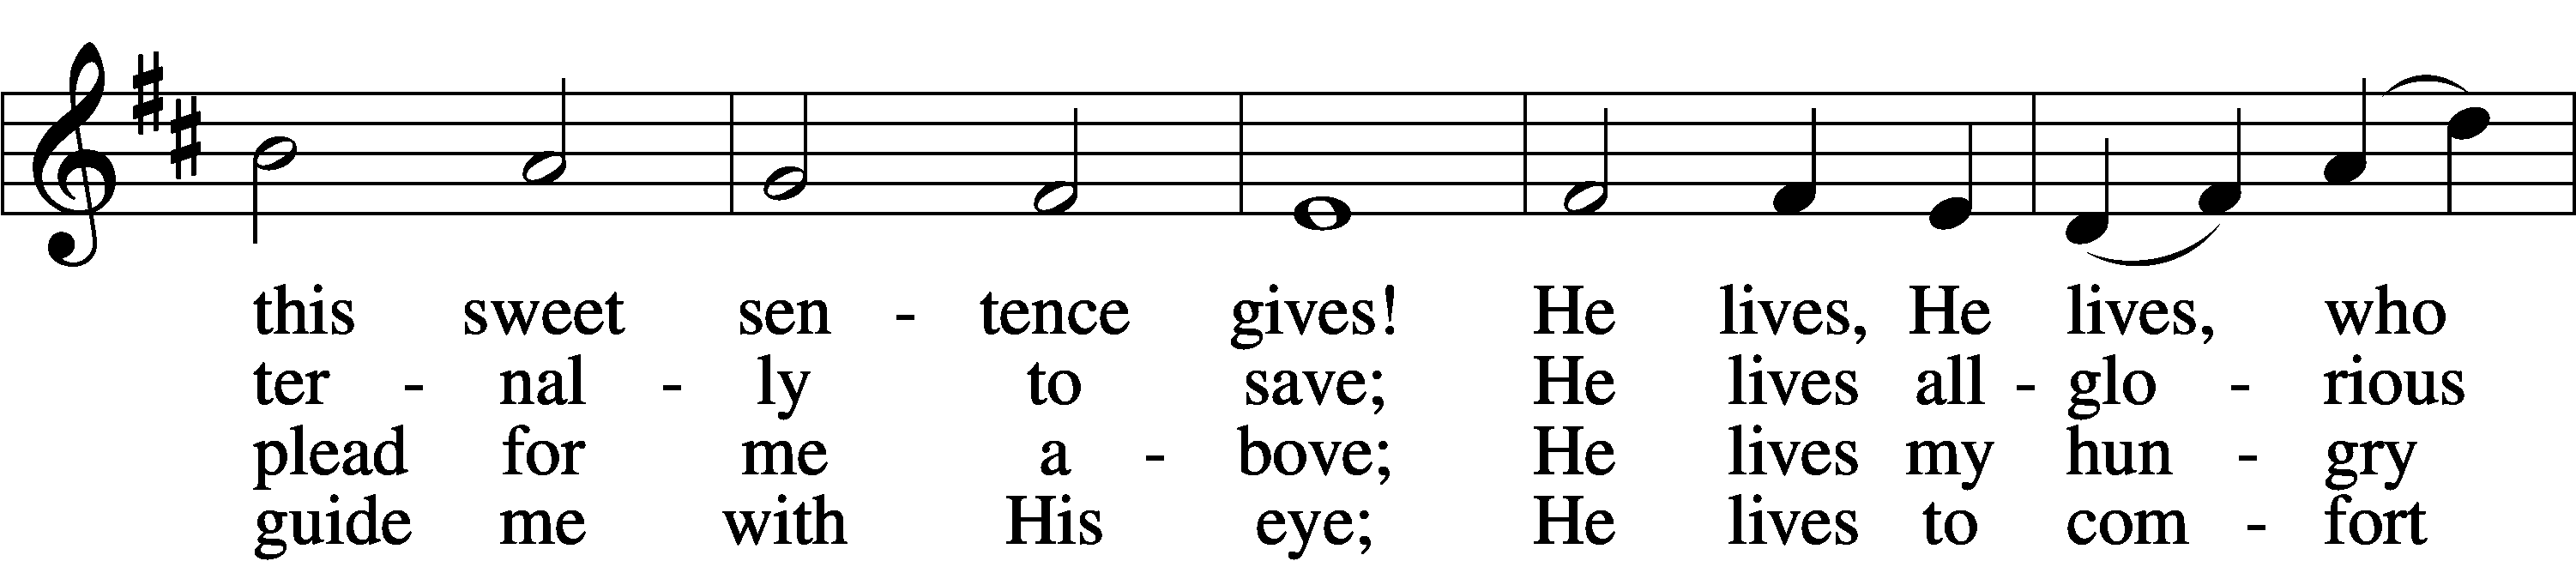 this sweet sen - tence gives! He lives, He lives, who
ter - nal - ly to save; He lives all - glo - rious
plead for me a - bove; He lives my hun - gry
guide me with His eye; He lives to com - fort